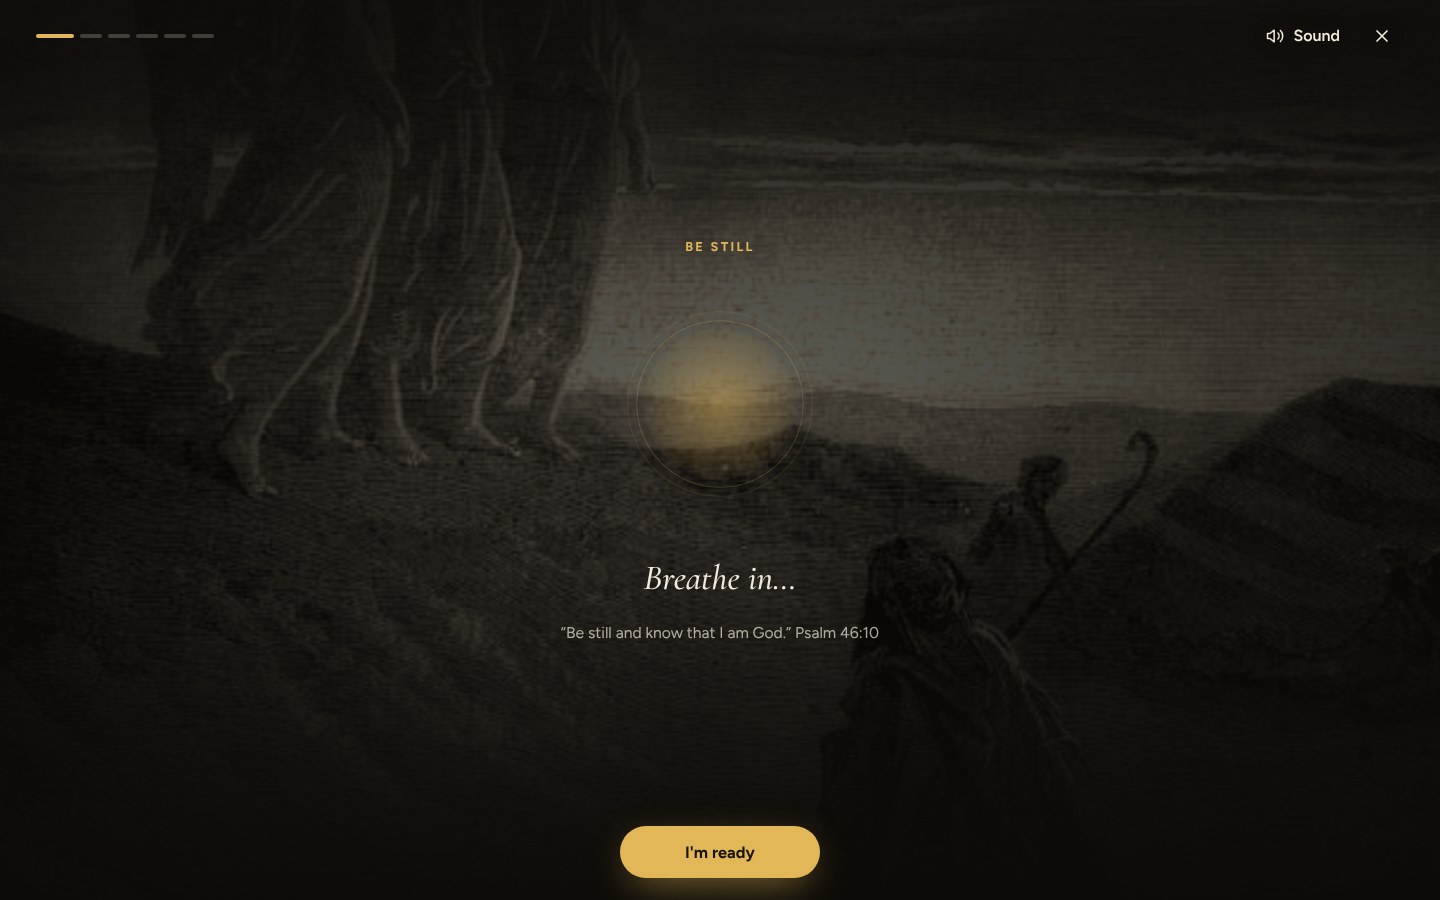 Sound
BE STILL
Breathe in...
“Be still and know that I am God.” Psalm 46:10
I'm ready